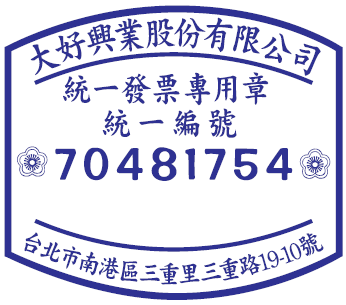 大好興業股份有限公司
統一發票專用章
統一編號
70481754
台北市南港區三重里三重路19-10號